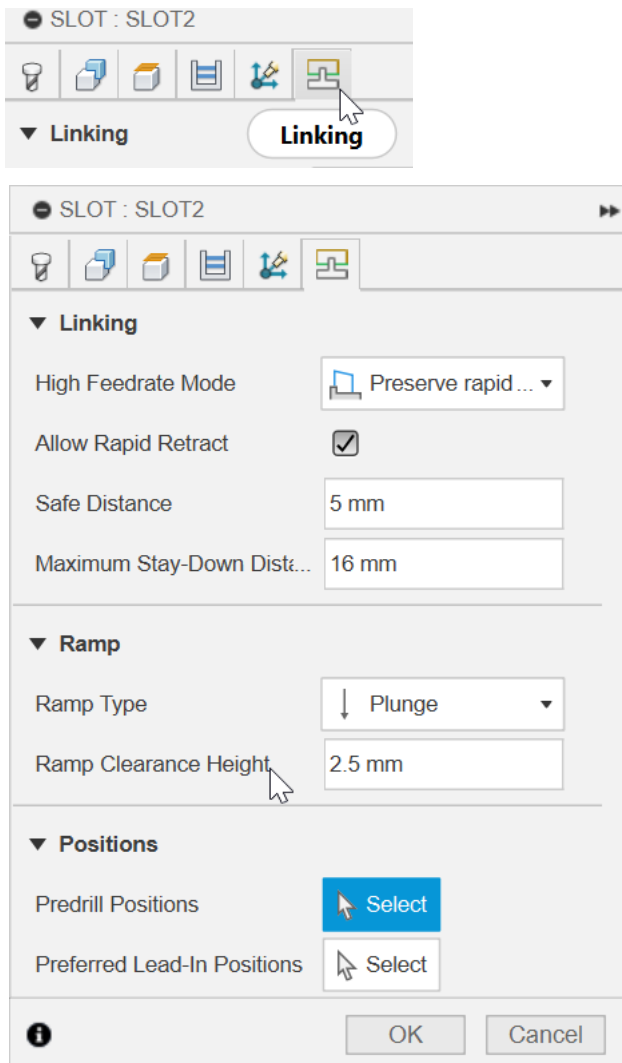 SLOT : SLOT2
Linking
Linking
SLOT : SLOT2
Linking
High Feedrate Mode Preserve rapid ...
Allow Rapid Retract
Safe Distance 5 mm
Maximum Stay-Down Dista... 16 mm
Ramp
Ramp Type Plunge
Ramp Clearance Height 2.5 mm
Positions
Predrill Positions Select
Preferred Lead-In Positions Select
OK Cancel